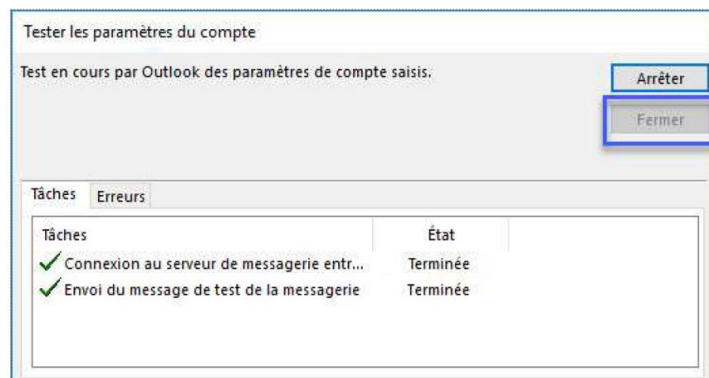 Tester les paramètres du compte
Test en cours par Outlook des paramètres de compte saisis.
Arrêter
Fermer
Tâches Erreurs
Tâches État
Connexion au serveur de messagerie entr... Terminée
Envoi du message de test de la messagerie Terminée